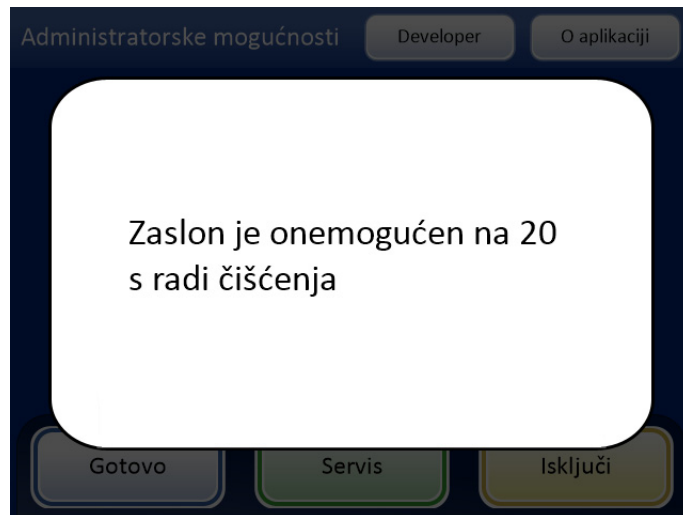 Administratorske mogućnosti Developer O aplikaciji
Zaslon je onemogućen na 20
s radi čišćenja
Gotovo Servis Isključi